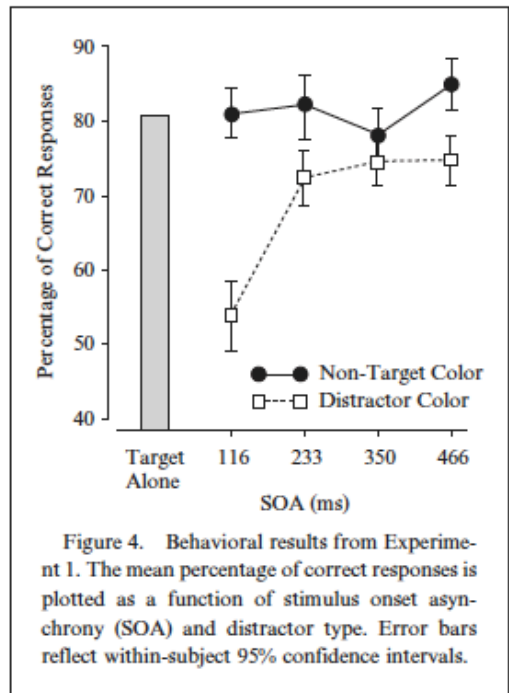 90
80
70
60
50
40
Percentage of Correct Responses
Non-Target Color
Distractor Color
Target
Alone
116 233 350 466
SOA (ms)
Figure 4. Behavioral results from Experime-
nt 1. The mean percentage of correct responses is
plotted as a function of stimulus onset asyn-
chrony (SOA) and distractor type. Error bars
reflect within-subject 95% confidence intervals.